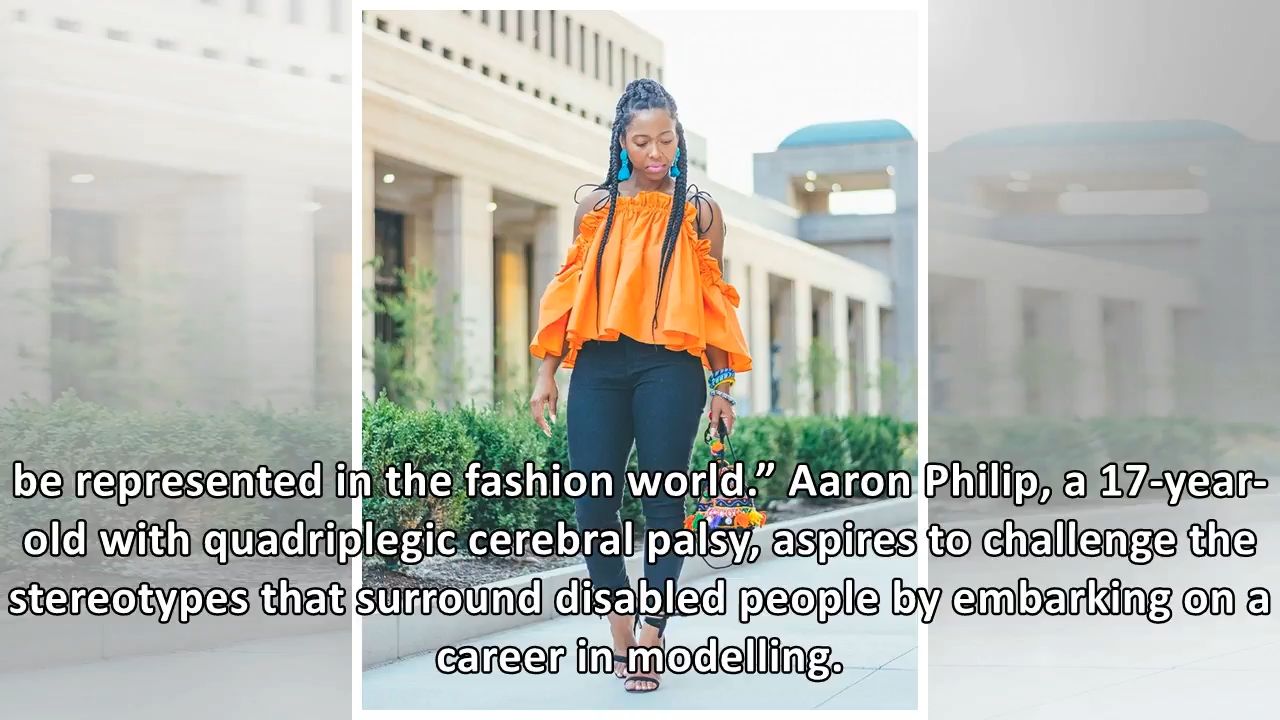 be represented in the fashion world.” Aaron Philip, a 17-year-
old with quadriplegic cerebral palsy, aspires to challenge the
stereotypes that surround disabled people by embarking on a
career in modelling.